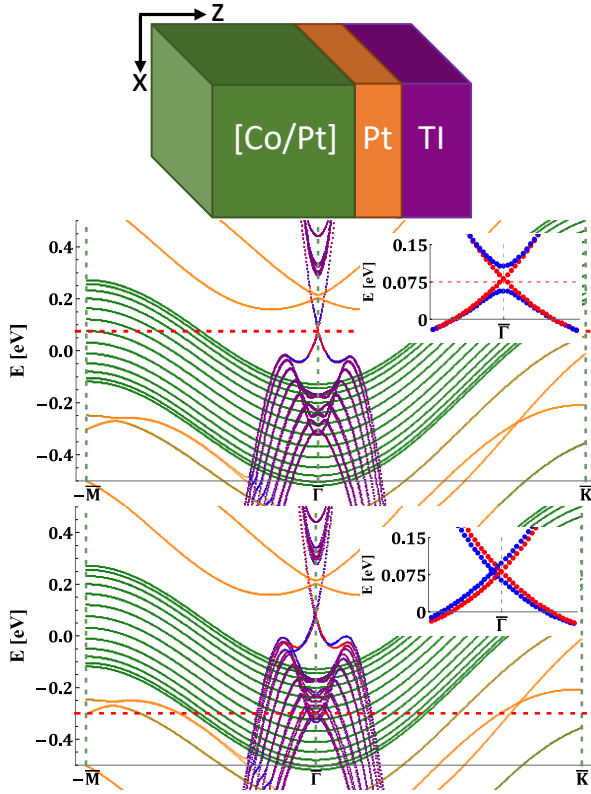 Z
X
[Co/Pt]
Pt
TI
E [eV]
0.4
0.2
0.0
−0.2
−0.4
−M̅
Γ̅
K̅
E [eV]
0.15
0.075
0
Γ̅
E [eV]
0.4
0.2
0.0
−0.2
−0.4
−M̅
Γ̅
K̅
E [eV]
0.15
0.075
0
Γ̅